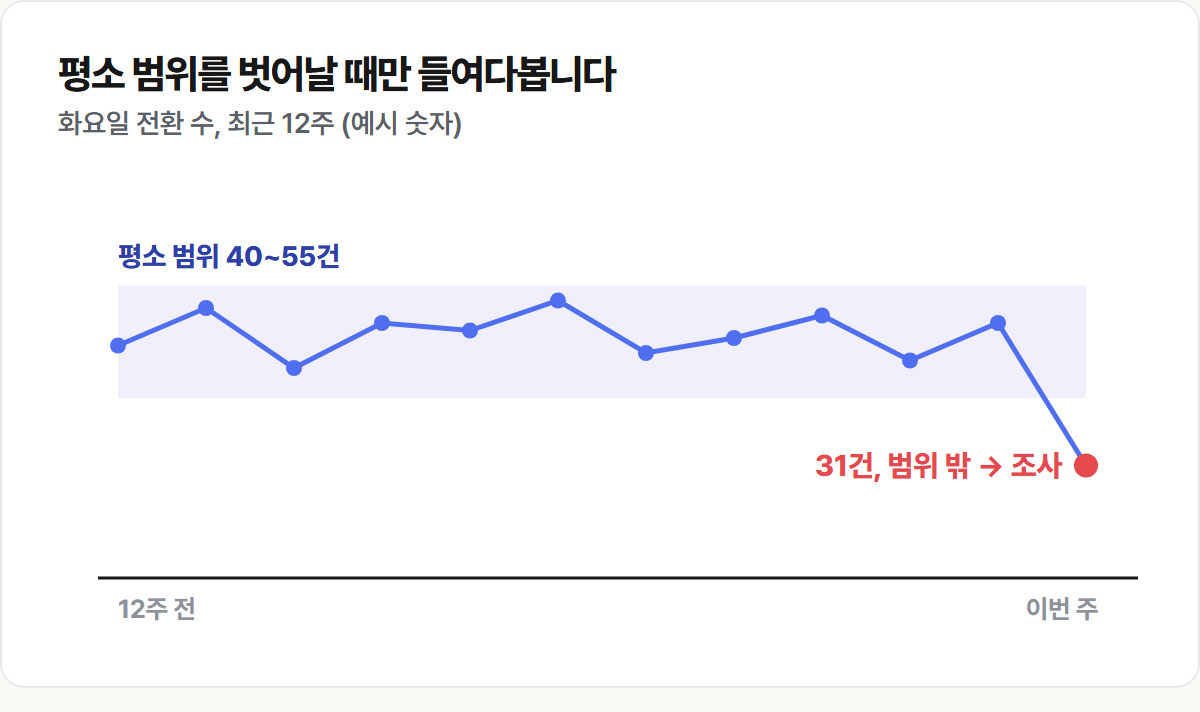 평소 범위를 벗어날 때만 들여다봅니다
화요일 전환 수, 최근 12주 (예시 숫자)
평소 범위 40~55건
31건, 범위 밖 → 조사
12주 전
이번 주